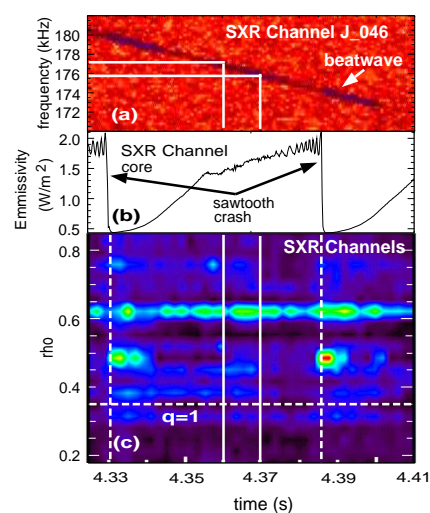 SXR Channel J_046
beatwave
frequencty (kHz)
180
178
176
174
172
(a)
2.0
1.5
1.0
0.5
Emmissivity
(W/m²)
SXR Channel
core
sawtooth
crash
(b)
SXR Channels
0.8
0.6
0.4
0.2
rho
q=1
(c)
4.33 4.35 4.37 4.39 4.41
time (s)